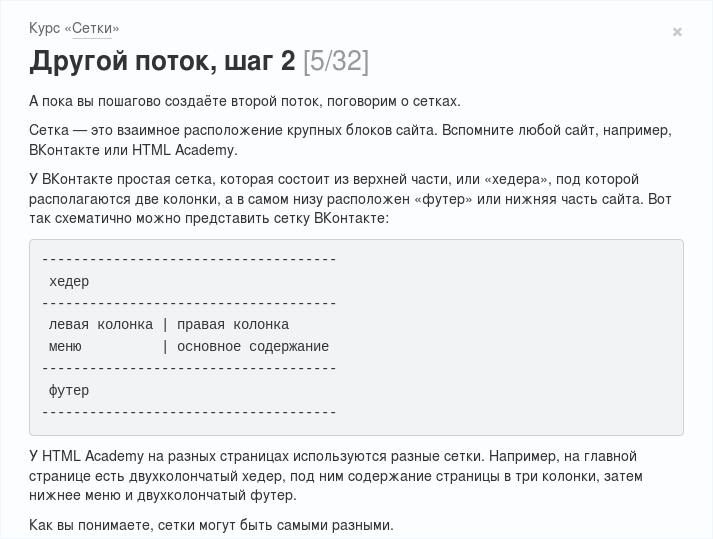 Курс «Сетки»
×
Другой поток, шаг 2 [5/32]
А пока вы пошагово создаёте второй поток, поговорим о сетках.
Сетка — это взаимное расположение крупных блоков сайта. Вспомните любой сайт, например,
ВКонтакте или HTML Academy.
У ВКонтакте простая сетка, которая состоит из верхней части, или «хедера», под которой
располагаются две колонки, а в самом низу расположен «футер» или нижняя часть сайта. Вот
так схематично можно представить сетку ВКонтакте:
-------------------------------------
хедер
-------------------------------------
левая колонка | правая колонка
меню          | основное содержание
-------------------------------------
футер
-------------------------------------
У HTML Academy на разных страницах используются разные сетки. Например, на главной
странице есть двухколончатый хедер, под ним содержание страницы в три колонки, затем
нижнее меню и двухколончатый футер.
Как вы понимаете, сетки могут быть самыми разными.